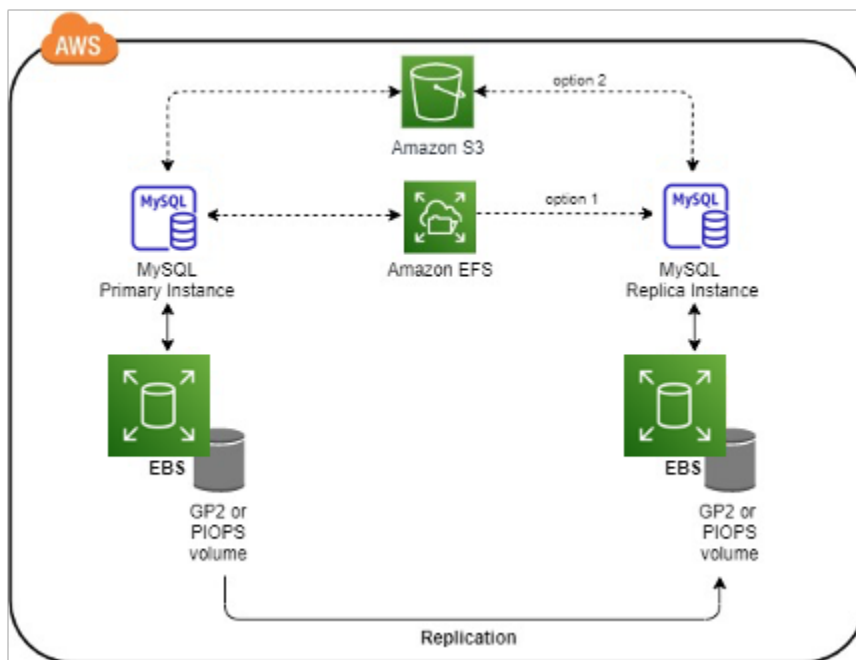 AWS
option 2
Amazon S3
MySQL
option 1
MySQL
Amazon EFS
MySQL
Primary Instance
MySQL
Replica Instance
EBS
GP2 or
PIOPS
volume
EBS
GP2 or
PIOPS
volume
Replication